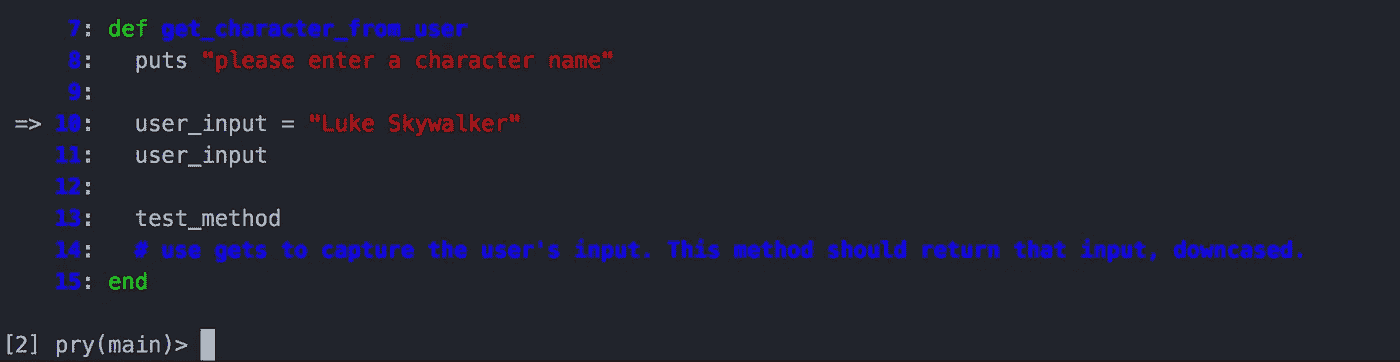 7: def get_character_from_user
8: puts "please enter a character name"
9:
=> 10: user_input = "Luke Skywalker"
11: user_input
12:
13: test_method
14: # use gets to capture the user's input. This method should return that input, downcased.
15: end
[2] pry(main)>